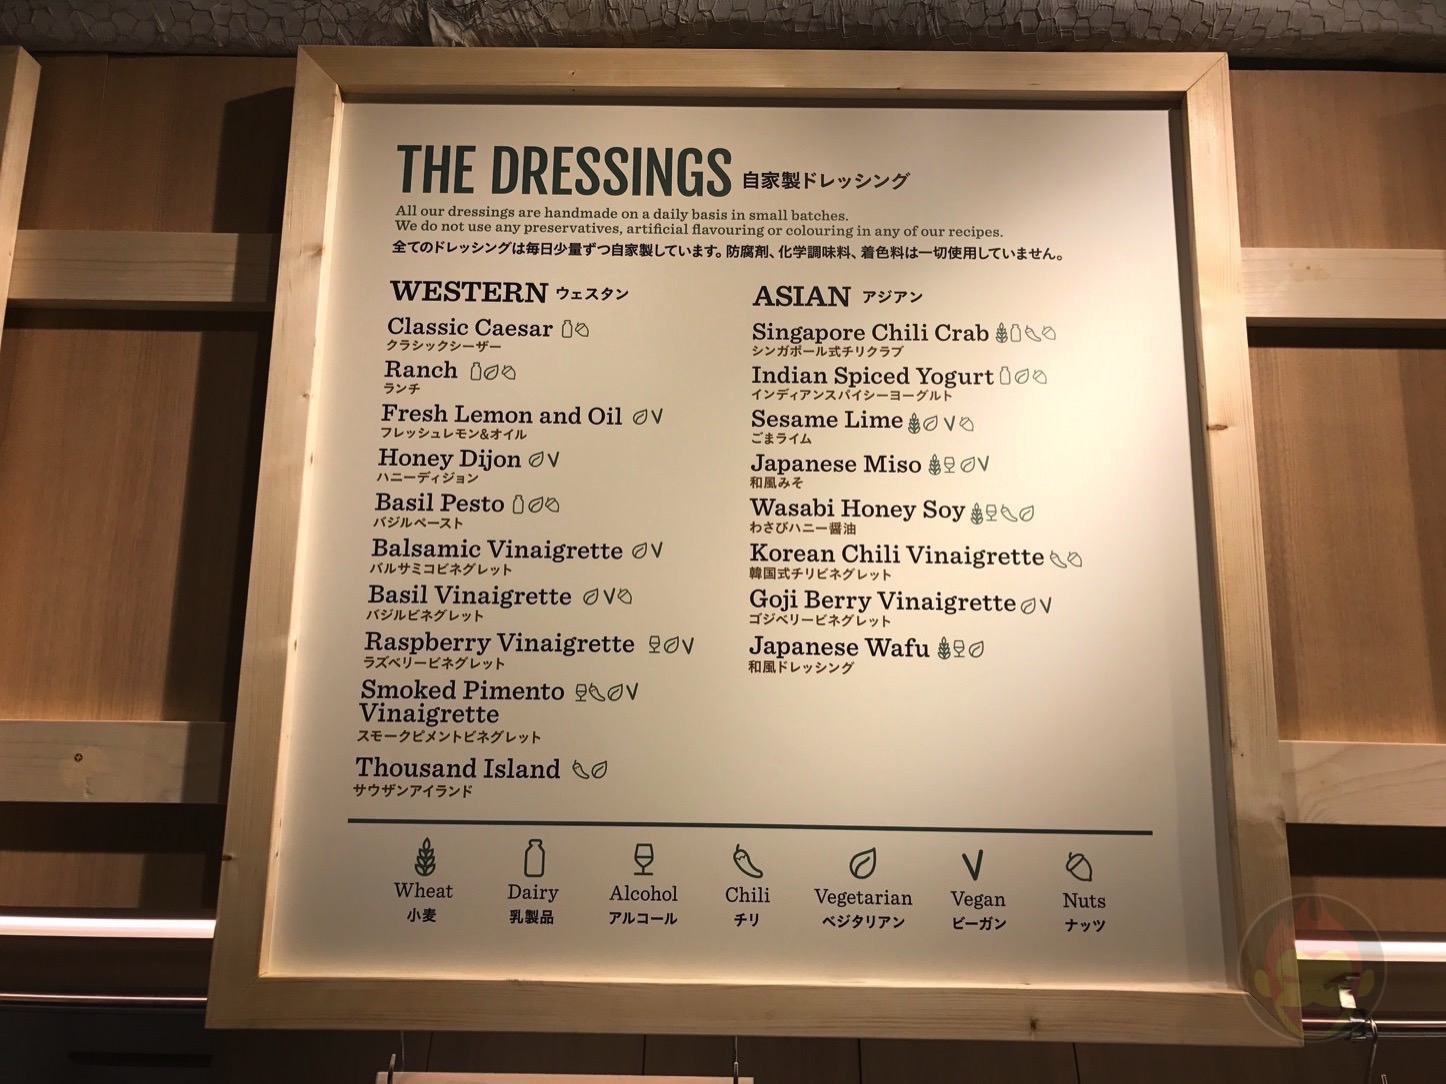 THE DRESSINGS 自家製ドレッシング
All our dressings are handmade on a daily basis in small batches.
We do not use any preservatives, artificial flavouring or colouring in any of our recipes.
全てのドレッシングは毎日少量ずつ自家製しています。防腐剤、化学調味料、着色料は一切使用していません。
WESTERN ウェスタン
Classic Caesar
クラシックシーザー
Ranch
ランチ
Fresh Lemon and Oil V
フレッシュレモン&オイル
Honey Dijon V
ハニーディジョン
Basil Pesto
バジルペースト
Balsamic Vinaigrette V
バルサミコビネグレット
Basil Vinaigrette V
バジルビネグレット
Raspberry Vinaigrette V
ラズベリービネグレット
Smoked Pimento V
Vinaigrette
スモークピメントビネグレット
Thousand Island
サウザンアイランド
ASIAN アジアン
Singapore Chili Crab
シンガポール式チリクラブ
Indian Spiced Yogurt
インディアンスパイシーヨーグルト
Sesame Lime V
ごまライム
Japanese Miso V
和風みそ
Wasabi Honey Soy
わさびハニー醤油
Korean Chili Vinaigrette
韓国式チリビネグレット
Goji Berry Vinaigrette V
ゴジベリービネグレット
Japanese Wafu
和風ドレッシング
V
Wheat Dairy Alcohol Chili Vegetarian Vegan Nuts
小麦 乳製品 アルコール チリ ベジタリアン ビーガン ナッツ